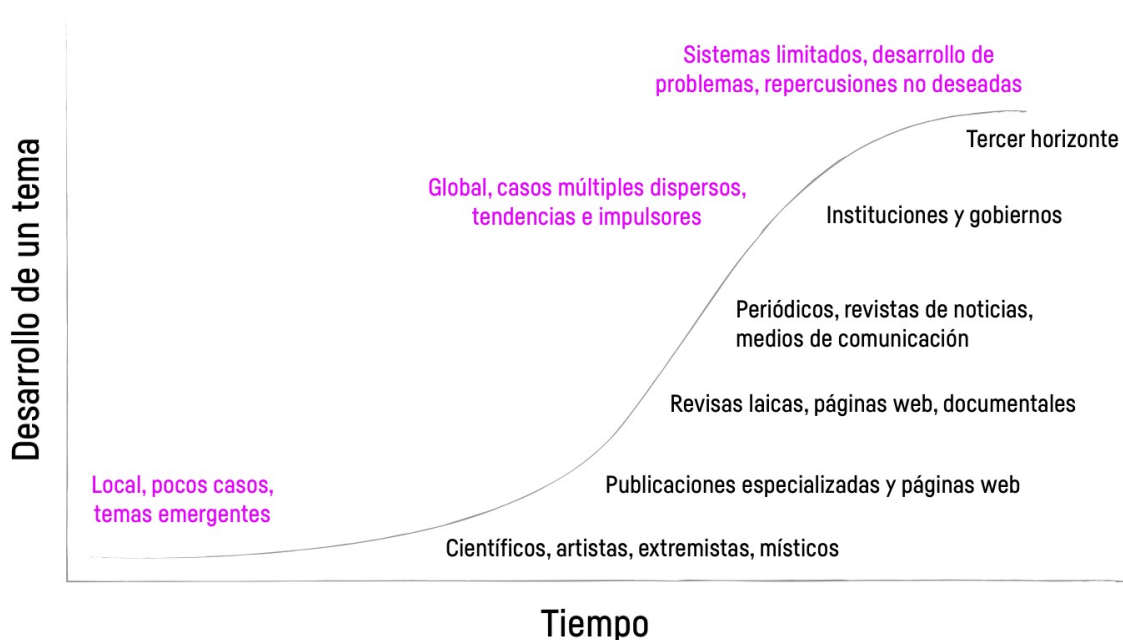 Sistemas limitados, desarrollo de
problemas, repercusiones no deseadas
Tercer horizonte
Global, casos múltiples dispersos,
tendencias e impulsores
Instituciones y gobiernos
Periódicos, revistas de noticias,
medios de comunicación
Revisas laicas, páginas web, documentales
Local, pocos casos,
temas emergentes
Publicaciones especializadas y páginas web
Científicos, artistas, extremistas, místicos
Desarrollo de un tema
Tiempo